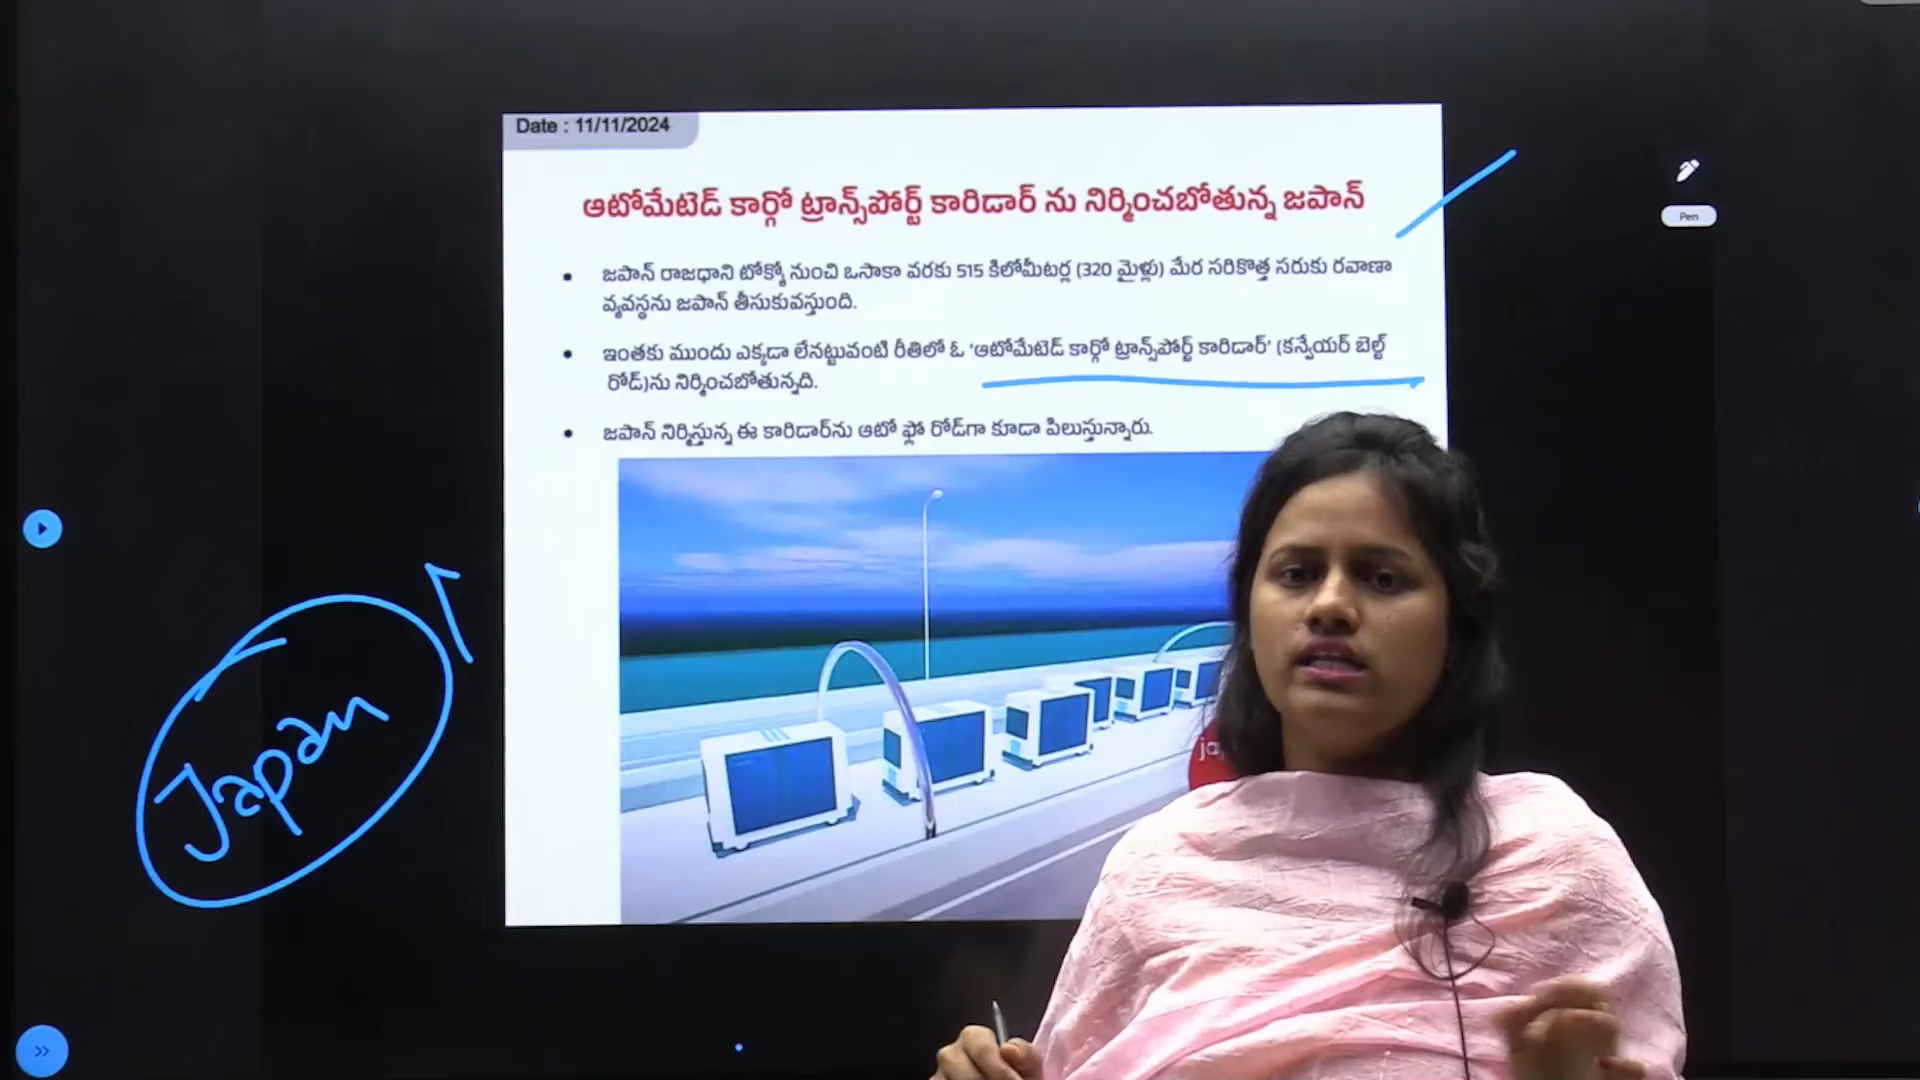 Date : 11/11/2024
ఆటోమేటెడ్ కార్గో ట్రాన్స్‌పోర్ట్ కారిడార్ ను నిర్మించబోతున్న జపాన్
• జపాన్ రాజధాని టోక్యో నుంచి ఒసాకా వరకు 515 కిలోమీటర్ల (320 మైళ్లు) మేర సరికొత్త సరుకు రవాణా
వ్యవస్థను జపాన్ తీసుకువస్తుంది.
• ఇంతకు ముందు ఎక్కడా లేనట్టువంటి రీతిలో ఓ 'ఆటోమేటెడ్ కార్గో ట్రాన్స్‌పోర్ట్ కారిడార్' (కన్వేయర్ బెల్ట్
రోడ్)ను నిర్మించబోతున్నది.
• జపాన్ నిర్మిస్తున్న ఈ కారిడార్‌ను ఆటో ఫ్లో రోడ్‌గా కూడా పిలుస్తున్నారు.
Pen
Japan